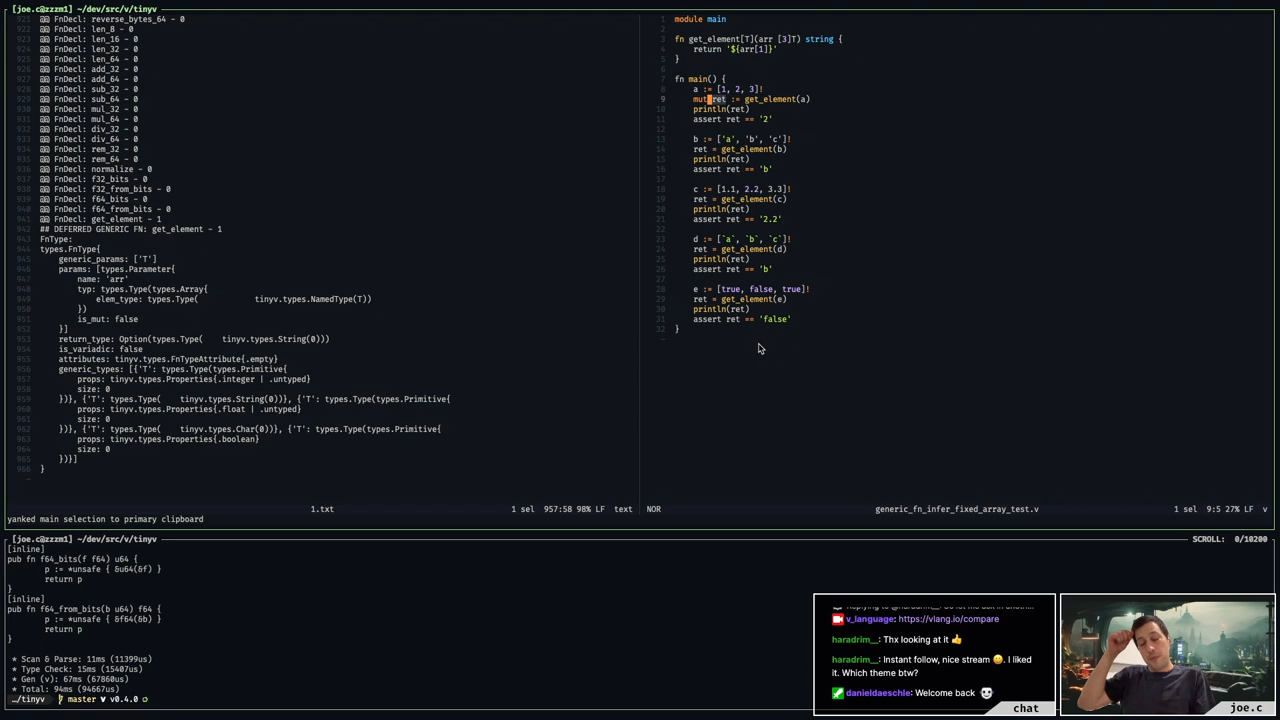 [joe.c@zzzm1] ~/dev/src/v/tinyv
921 @@ FnDecl: reverse_bytes_64 - 0
922 @@ FnDecl: len_8 - 0
923 @@ FnDecl: len_16 - 0
924 @@ FnDecl: len_32 - 0
925 @@ FnDecl: len_64 - 0
926 @@ FnDecl: add_32 - 0
927 @@ FnDecl: add_64 - 0
928 @@ FnDecl: sub_32 - 0
929 @@ FnDecl: sub_64 - 0
930 @@ FnDecl: mul_32 - 0
931 @@ FnDecl: mul_64 - 0
932 @@ FnDecl: div_32 - 0
933 @@ FnDecl: div_64 - 0
934 @@ FnDecl: rem_32 - 0
935 @@ FnDecl: rem_64 - 0
936 @@ FnDecl: normalize - 0
937 @@ FnDecl: f32_bits - 0
938 @@ FnDecl: f32_from_bits - 0
939 @@ FnDecl: f64_bits - 0
940 @@ FnDecl: f64_from_bits - 0
941 @@ FnDecl: get_element - 1
942 ## DEFERRED GENERIC FN: get_element - 1
943 FnType:
944 types.FnType{
945 generic_params: ['T']
946 params: [types.Parameter{
947 name: 'arr'
948 typ: types.Type(types.Array{
949 elem_type: types.Type( tinyv.types.NamedType(T))
950 })
951 is_mut: false
952 }]
953 return_type: Option(types.Type( tinyv.types.String(0)))
954 is_variadic: false
955 attributes: tinyv.types.FnTypeAttribute{.empty}
956 generic_types: [{'T': types.Type(types.Primitive{
957 props: tinyv.types.Properties{.integer | .untyped}
958 size: 0
959 })}, {'T': types.Type( tinyv.types.String(0))}, {'T': types.Type(types.Primitive{
960 props: tinyv.types.Properties{.float | .untyped}
961 size: 0
962 })}, {'T': types.Type( tinyv.types.Char(0))}, {'T': types.Type(types.Primitive{
963 props: tinyv.types.Properties{.boolean}
964 size: 0
965 })}]
966 }
1.txt 1 sel 957:58 98% LF text
yanked main selection to primary clipboard
1 module main
2
3 fn get_element[T](arr [3]T) string {
4 return '${arr[1]}'
5 }
6
7 fn main() {
8 a := [1, 2, 3]!
9 mut ret := get_element(a)
10 println(ret)
11 assert ret == '2'
12
13 b := ['a', 'b', 'c']!
14 ret = get_element(b)
15 println(ret)
16 assert ret == 'b'
17
18 c := [1.1, 2.2, 3.3]!
19 ret = get_element(c)
20 println(ret)
21 assert ret == '2.2'
22
23 d := [`a`, `b`, `c`]!
24 ret = get_element(d)
25 println(ret)
26 assert ret == 'b'
27
28 e := [true, false, true]!
29 ret = get_element(e)
30 println(ret)
31 assert ret == 'false'
32 }
NOR generic_fn_infer_fixed_array_test.v 1 sel 9:5 27% LF v
[joe.c@zzzm1] ~/dev/src/v/tinyv SCROLL: 0/10200
[inline]
pub fn f64_bits(f f64) u64 {
p := *unsafe { &u64(&f) }
return p
}
[inline]
pub fn f64_from_bits(b u64) f64 {
p := *unsafe { &f64(&b) }
return p
}
* Scan & Parse: 11ms (11399us)
* Type Check: 15ms (15407us)
* Gen (v): 67ms (67860us)
* Total: 94ms (94667us)
…/tinyv master v0.4.0
v_language: https://vlang.io/compare
haradrim__: Thx looking at it 👍
haradrim__: Instant follow, nice stream 😄. I liked
it. Which theme btw?
danieldaeschle: Welcome back
chat
joe.c